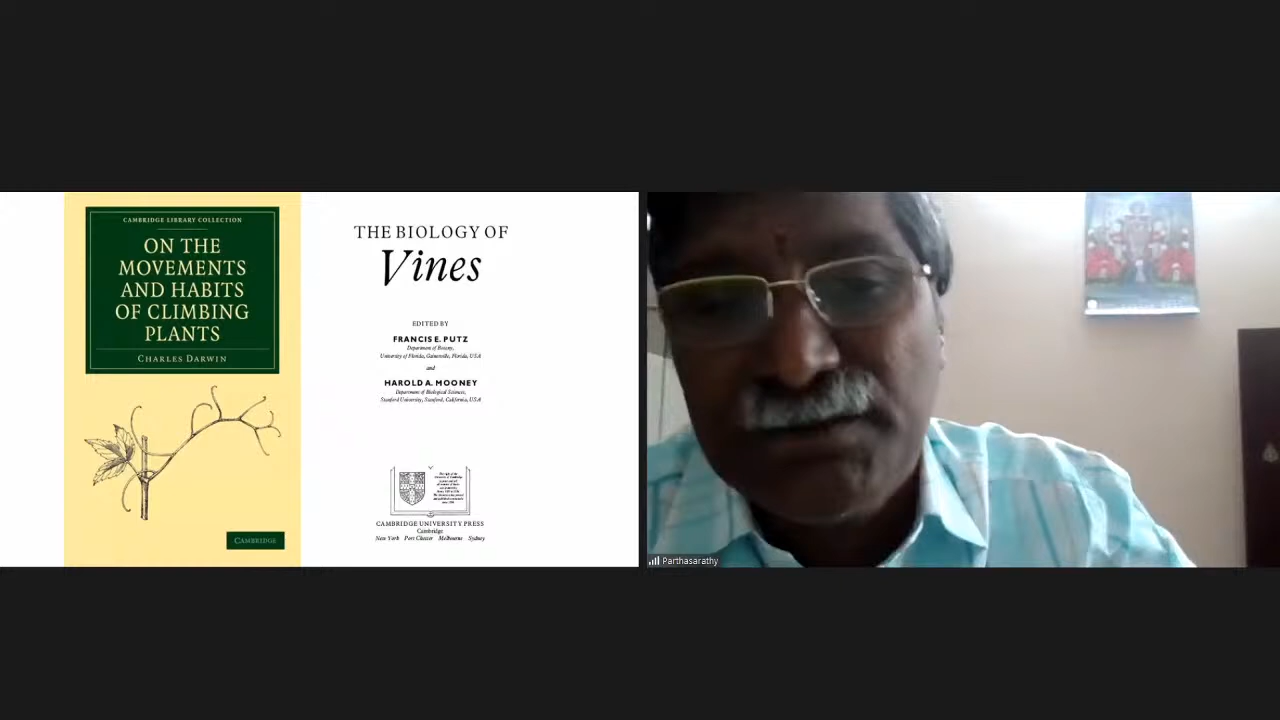 CAMBRIDGE LIBRARY COLLECTION
ON THE
MOVEMENTS
AND HABITS
OF CLIMBING
PLANTS
CHARLES DARWIN
CAMBRIDGE
THE BIOLOGY OF
Vines
EDITED BY
FRANCIS E. PUTZ
Department of Botany,
University of Florida, Gainesville, Florida, USA
and
HAROLD A. MOONEY
Department of Biological Sciences,
Stanford University, Stanford, California, USA
CAMBRIDGE UNIVERSITY PRESS
Cambridge
New York Port Chester Melbourne Sydney
Parthasarathy